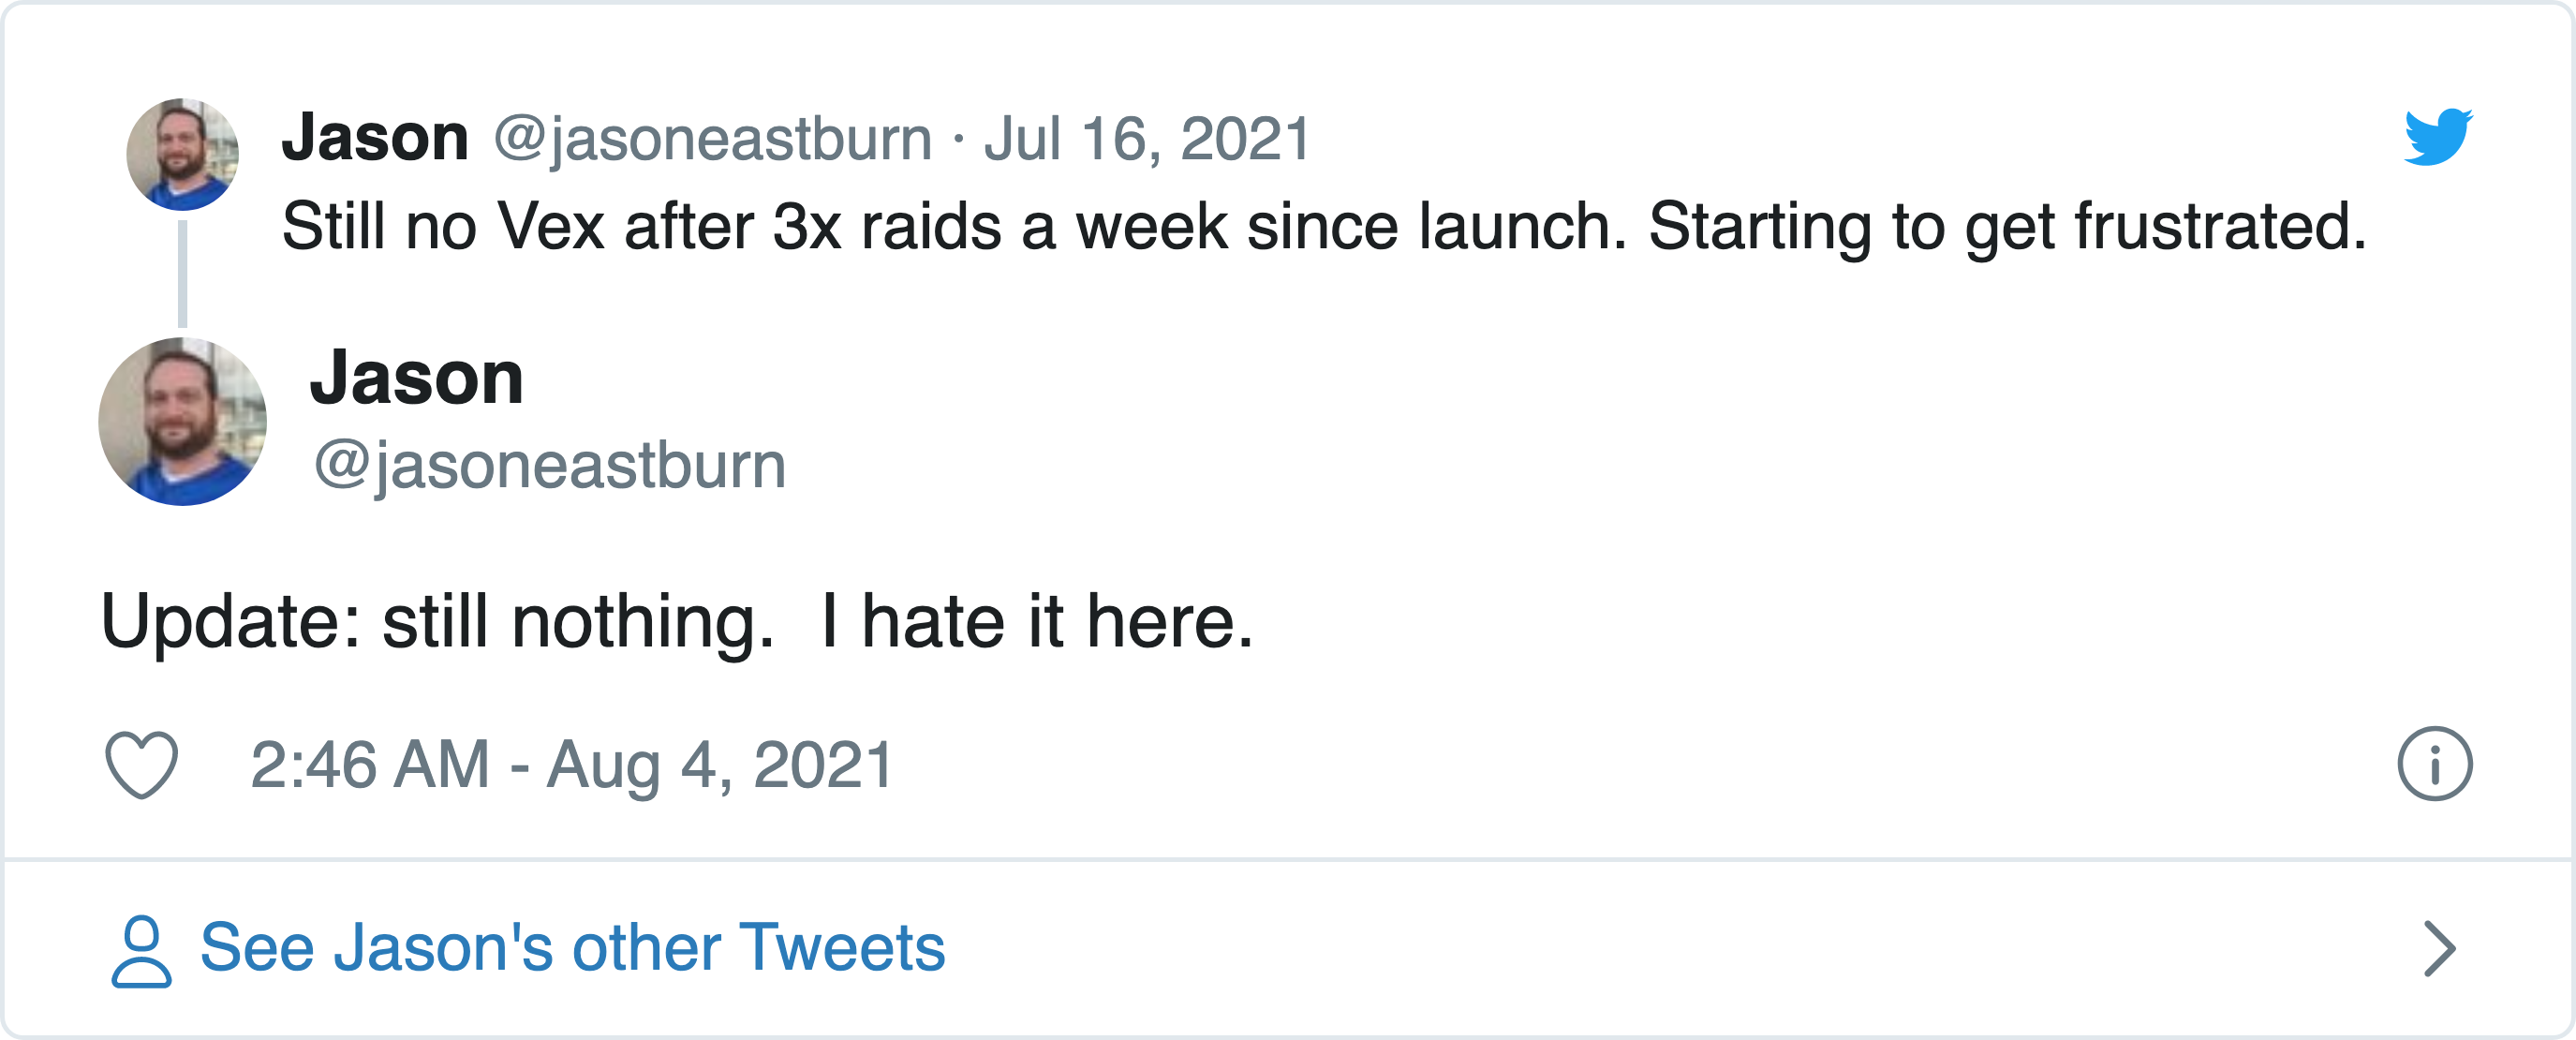 Jason @jasoneastburn · Jul 16, 2021
Still no Vex after 3x raids a week since launch. Starting to get frustrated.
Jason
@jasoneastburn
Update: still nothing.  I hate it here.
2:46 AM - Aug 4, 2021
See Jason's other Tweets